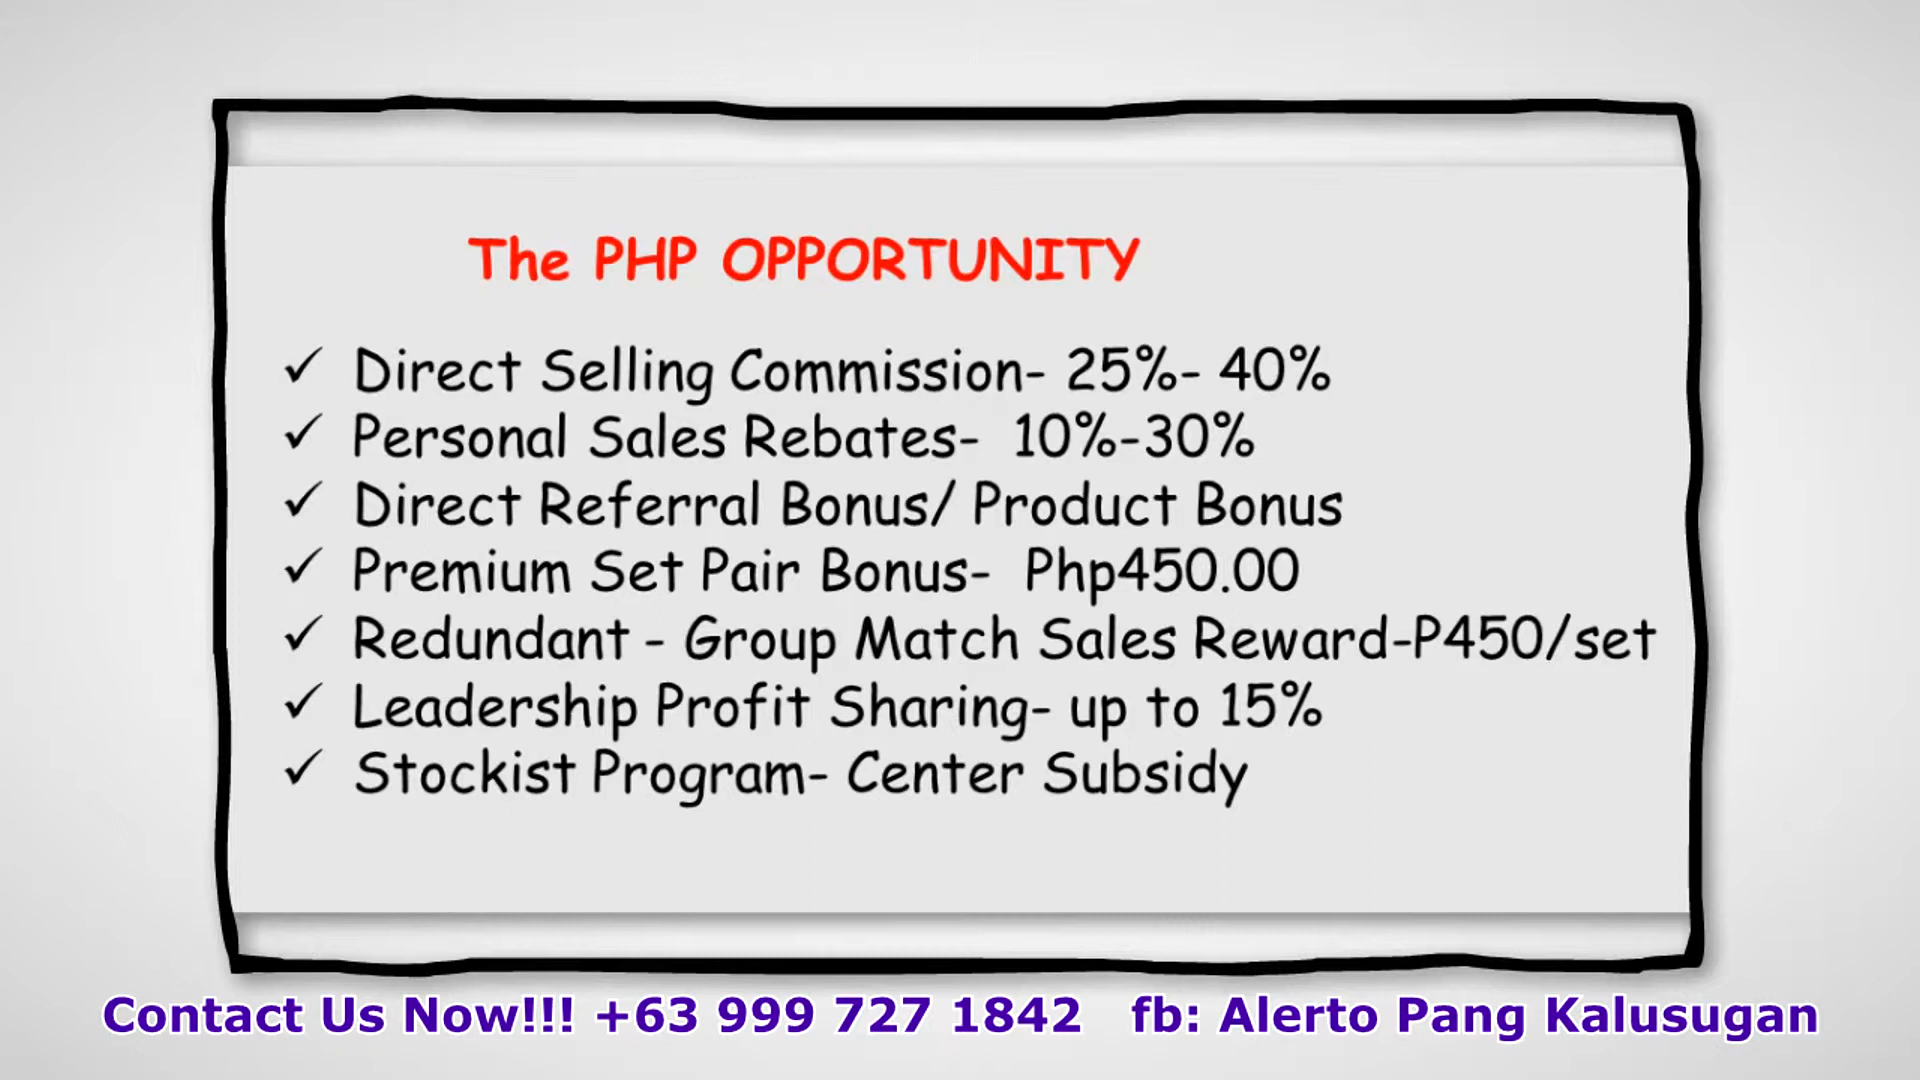 The PHP OPPORTUNITY
✓ Direct Selling Commission- 25%- 40%
✓ Personal Sales Rebates- 10%-30%
✓ Direct Referral Bonus/ Product Bonus
✓ Premium Set Pair Bonus- Php450.00
✓ Redundant - Group Match Sales Reward-P450/set
✓ Leadership Profit Sharing- up to 15%
✓ Stockist Program- Center Subsidy
Contact Us Now!!! +63 999 727 1842 fb: Alerto Pang Kalusugan